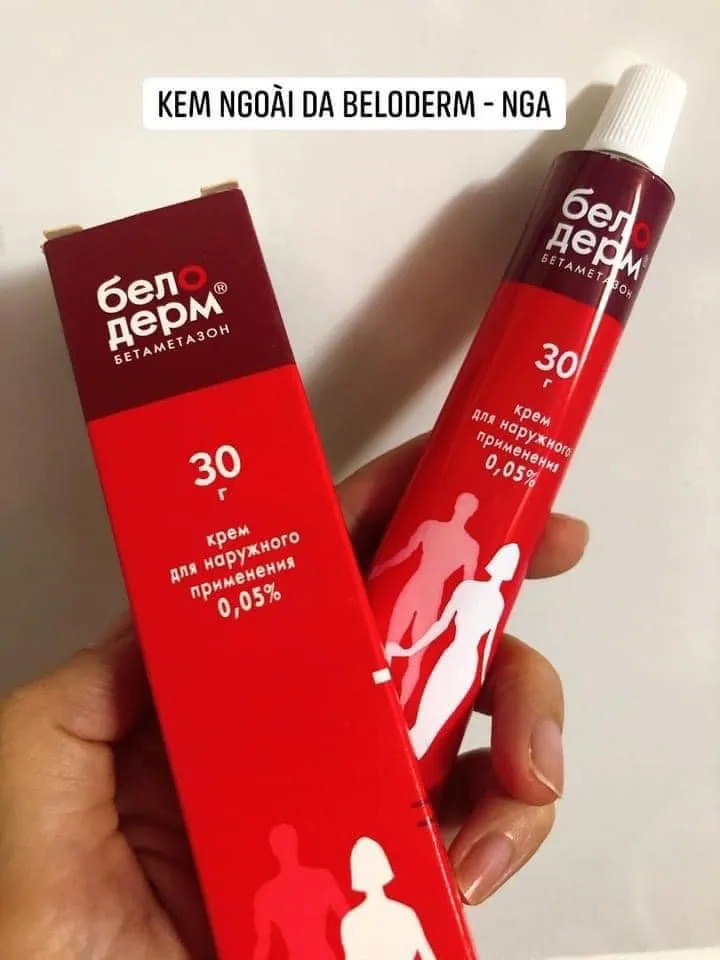 KEM NGOÀI DA BELODERM - NGA
бело
дерм®
БЕТАМЕТАЗОН
30
г
крем
для наружного
применения
0,05%
бело
дерм®
БЕТАМЕТАЗОН
30
г
крем
для наружного
применения
0,05%